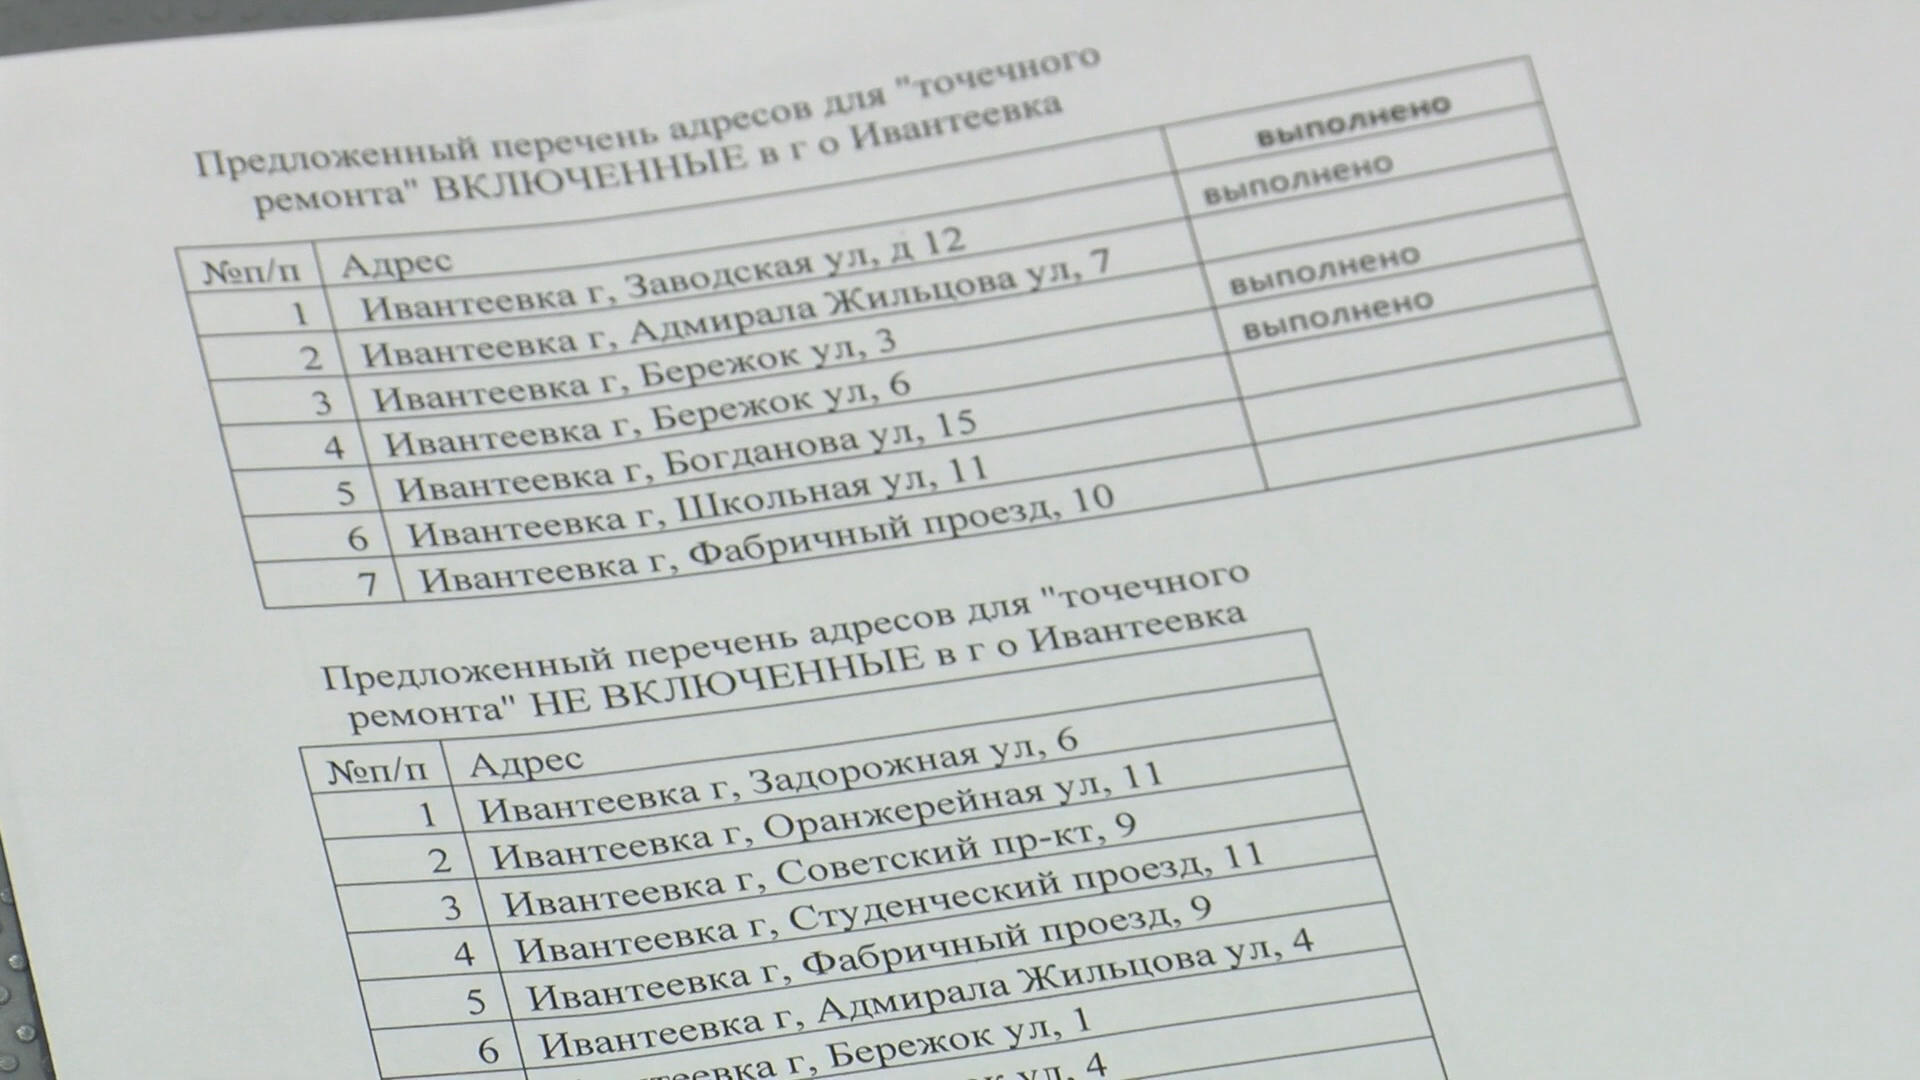 Предложенный перечень адресов для "точечного
ремонта" ВКЛЮЧЕННЫЕ в г о Ивантеевка
№п/п Адрес выполнено
1 Ивантеевка г, Заводская ул, д 12 выполнено
2 Ивантеевка г, Адмирала Жильцова ул, 7
3 Ивантеевка г, Бережок ул, 3 выполнено
4 Ивантеевка г, Бережок ул, 6 выполнено
5 Ивантеевка г, Богданова ул, 15
6 Ивантеевка г, Школьная ул, 11
7 Ивантеевка г, Фабричный проезд, 10
Предложенный перечень адресов для "точечного
ремонта" НЕ ВКЛЮЧЕННЫЕ в г о Ивантеевка
№п/п Адрес
1 Ивантеевка г, Задорожная ул, 6
2 Ивантеевка г, Оранжерейная ул, 11
3 Ивантеевка г, Советский пр-кт, 9
4 Ивантеевка г, Студенческий проезд, 11
5 Ивантеевка г, Фабричный проезд, 9
6 Ивантеевка г, Адмирала Жильцова ул, 4
г, Бережок ул, 1
ул, 4